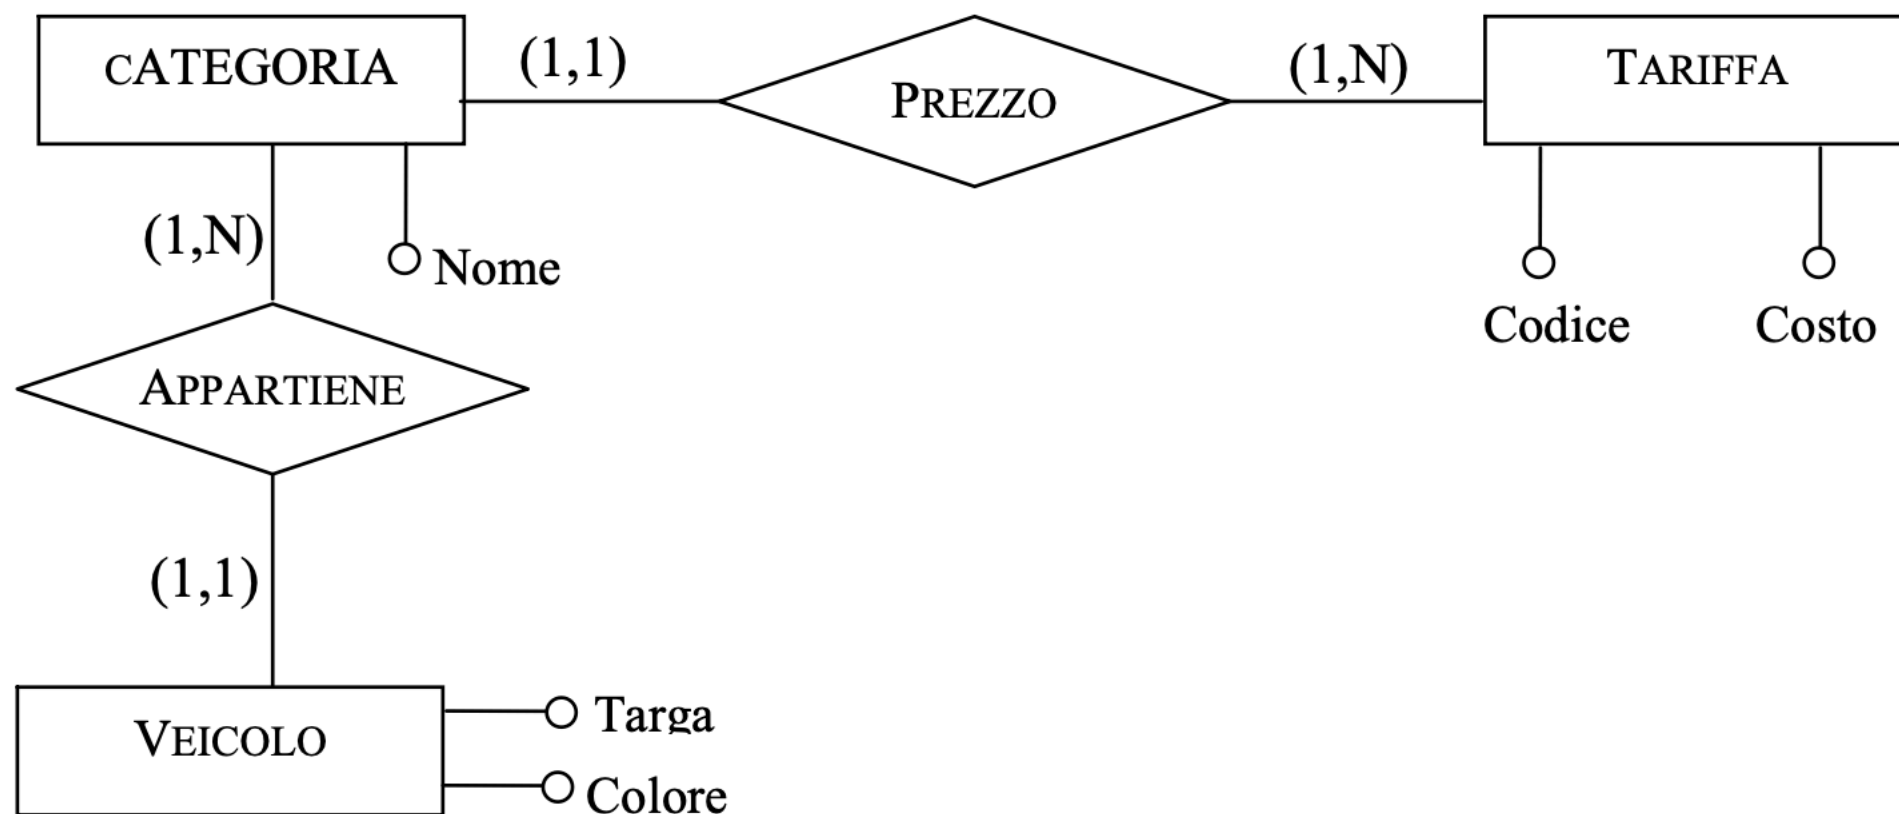 cATEGORIA
(1,1)
PREZZO
(1,N)
TARIFFA
(1,N)
Nome
Codice
Costo
APPARTIENE
(1,1)
VEICOLO
Targa
Colore